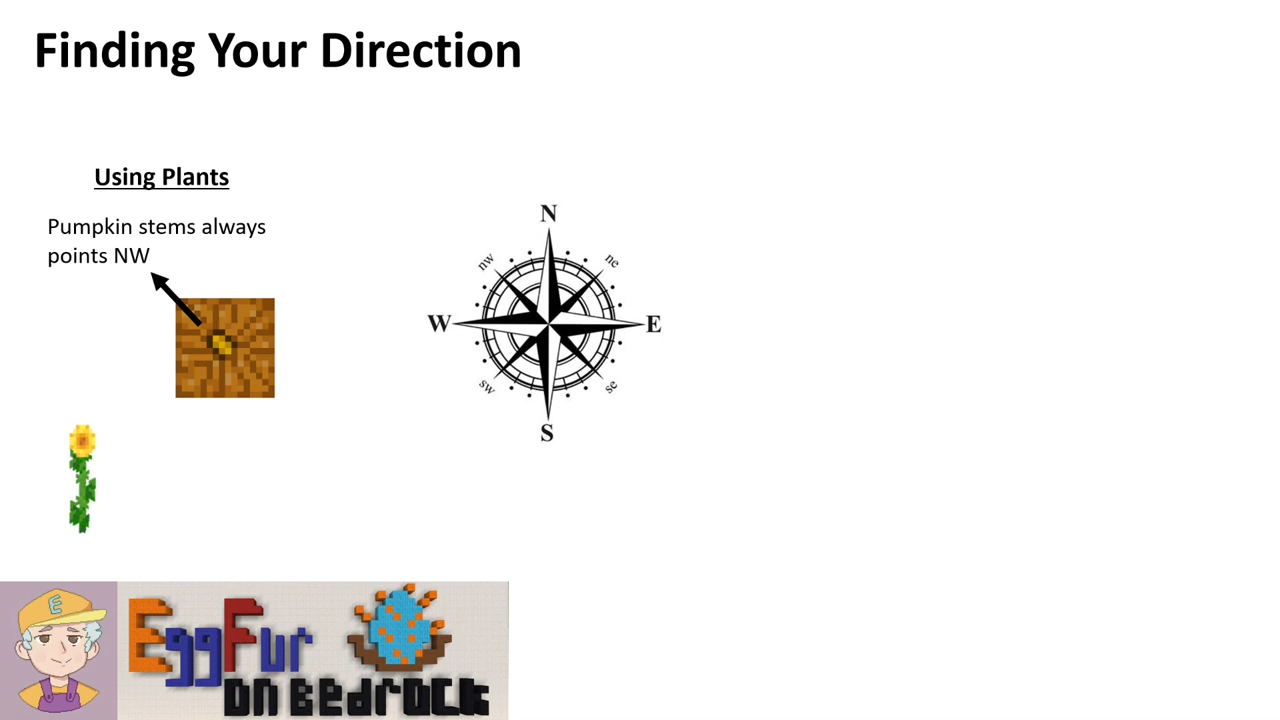 Finding Your Direction
Using Plants
Pumpkin stems always
points NW
N
nw
ne
W
E
sw
se
S
E
EggFur
on Bedrock